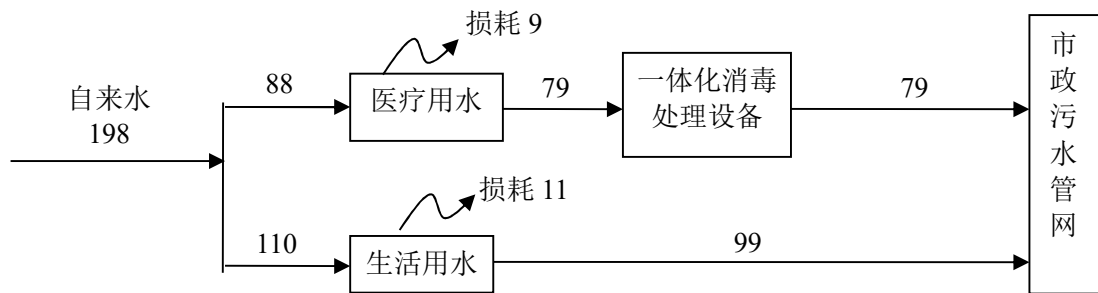 损耗 9
88
医疗用水
79
一体化消毒
处理设备
79
自来水
198
损耗 11
110
生活用水
99
市
政
污
水
管
网